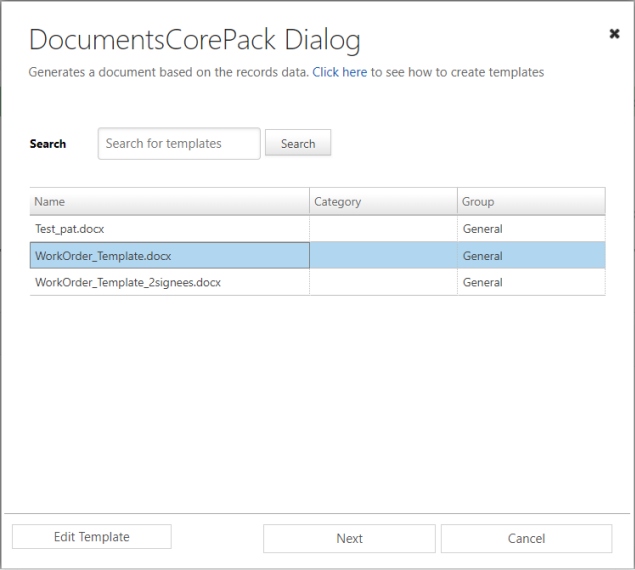 DocumentsCorePack Dialog
Generates a document based on the records data. Click here to see how to create templates
Search Search for templates Search
Name Category Group
Test_pat.docx General
WorkOrder_Template.docx General
WorkOrder_Template_2signees.docx General
Edit Template Next Cancel